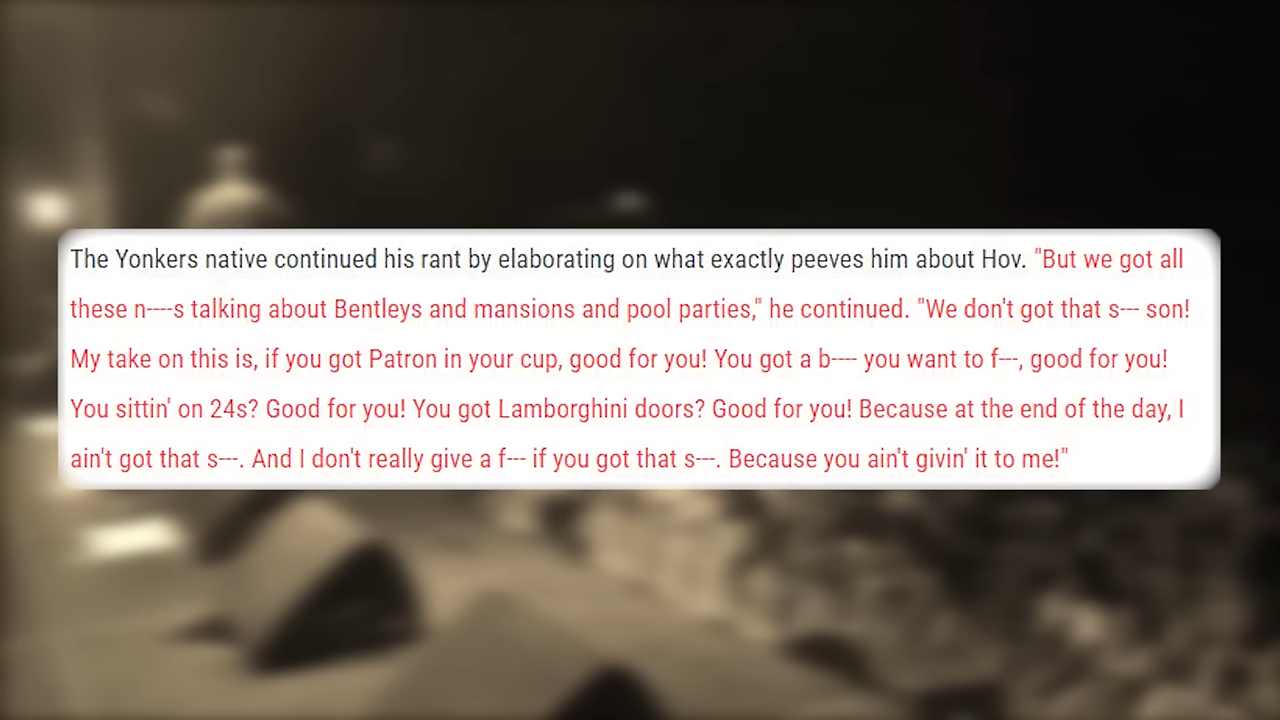 The Yonkers native continued his rant by elaborating on what exactly peeves him about Hov. "But we got all
these n----s talking about Bentleys and mansions and pool parties," he continued. "We don't got that s--- son!
My take on this is, if you got Patron in your cup, good for you! You got a b---- you want to f---, good for you!
You sittin' on 24s? Good for you! You got Lamborghini doors? Good for you! Because at the end of the day, I
ain't got that s---. And I don't really give a f--- if you got that s---. Because you ain't givin' it to me!"